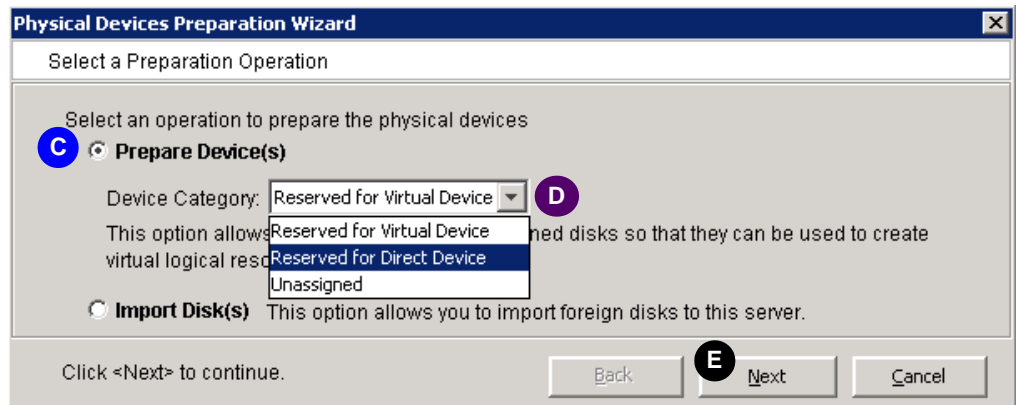 Physical Devices Preparation Wizard
Select a Preparation Operation
Select an operation to prepare the physical devices
C Prepare Device(s)
Device Category: Reserved for Virtual Device D
Reserved for Virtual Device
Reserved for Direct Device
Unassigned
This option allows ned disks so that they can be used to create
virtual logical reso
Import Disk(s) This option allows you to import foreign disks to this server.
Click <Next> to continue.
Back E Next Cancel